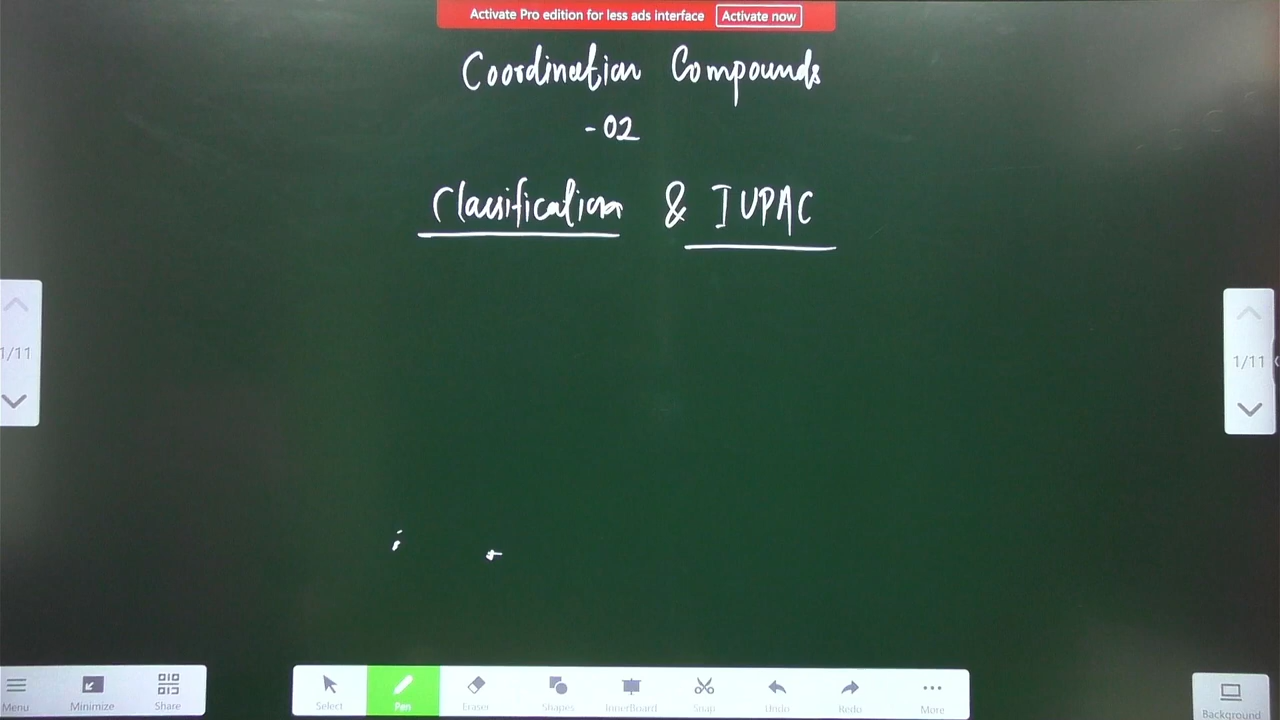 Activate Pro edition for less ads interface Activate now
Coordination Compounds
-02
Classification & IUPAC
1/11
1/11
Menu Minimize Share Select Pen Eraser Shapes InnerBoard Snap Undo Redo More Background